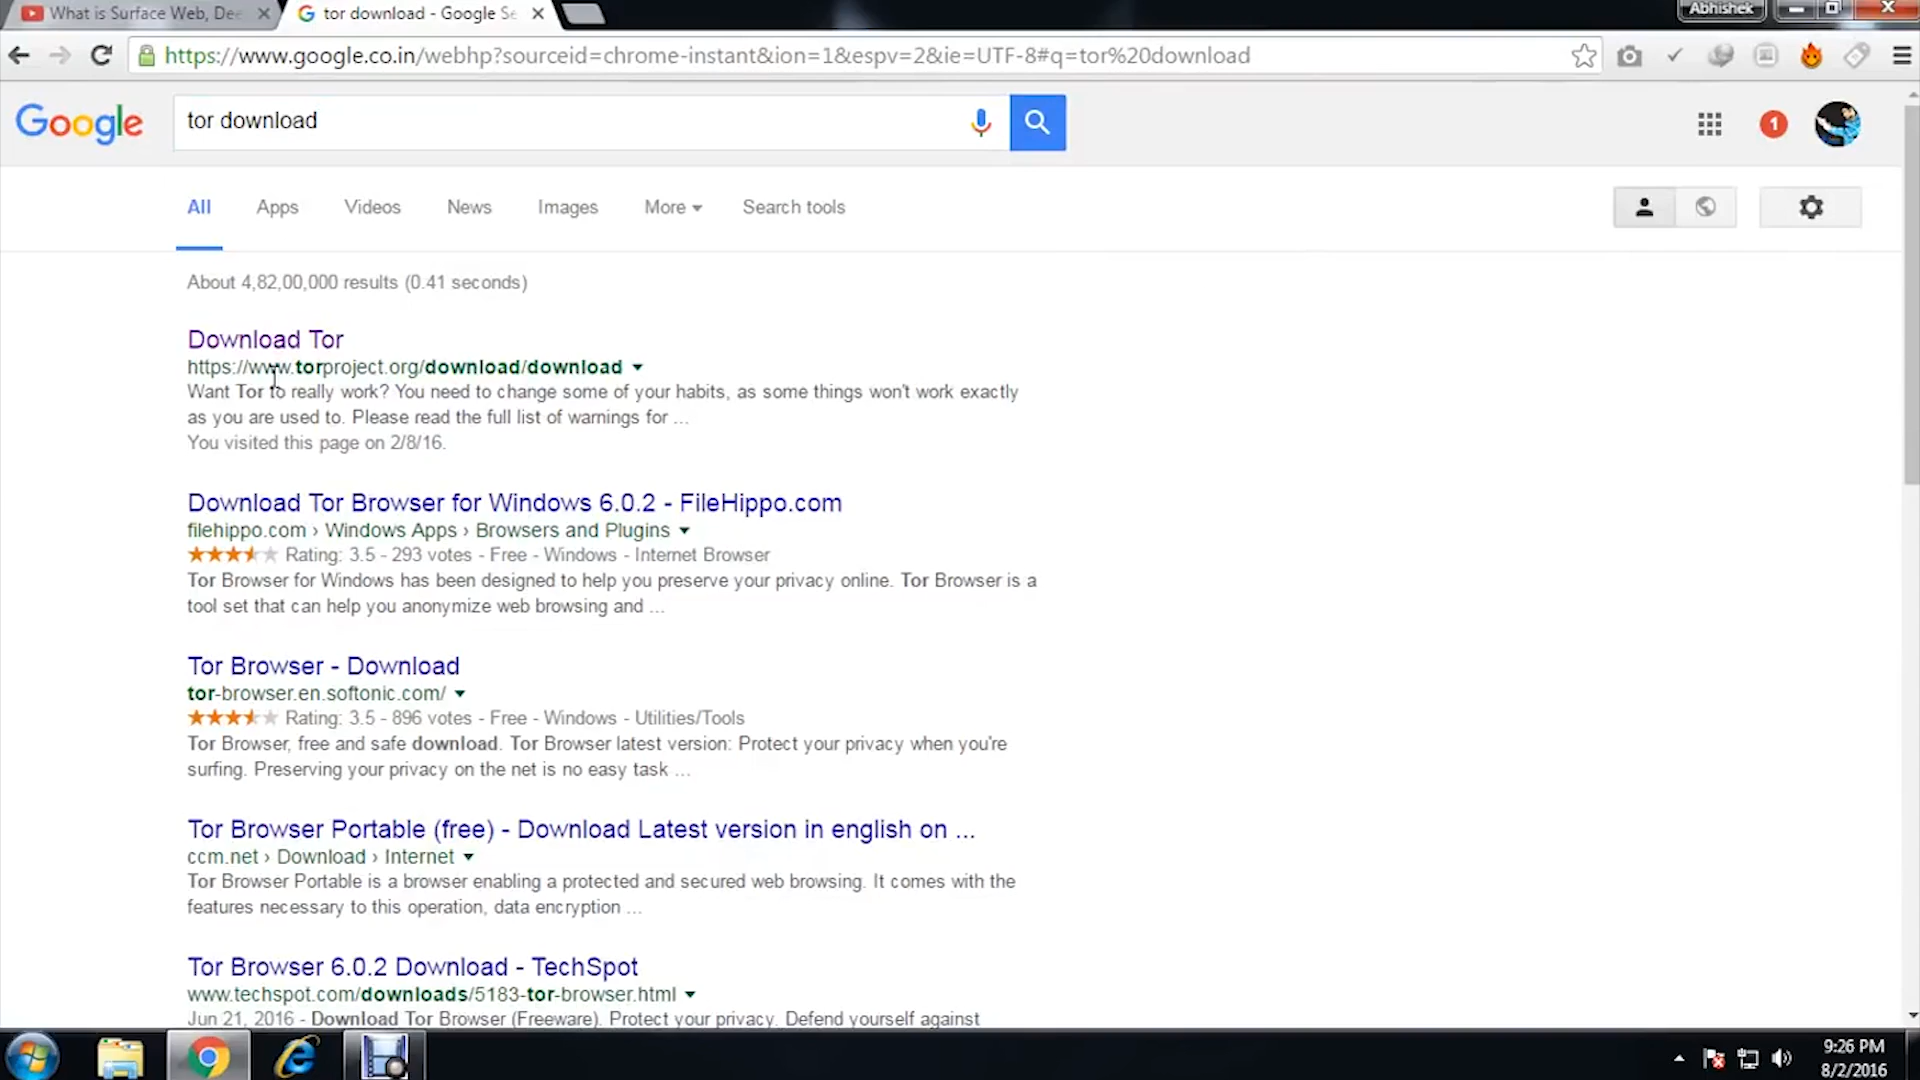 What is Surface Web, Dee
tor download - Google Se
Abhishek
https://www.google.co.in/webhp?sourceid=chrome-instant&ion=1&espv=2&ie=UTF-8#q=tor%20download
Google
tor download
1
All
Apps
Videos
News
Images
More
Search tools
About 4,82,00,000 results (0.41 seconds)
Download Tor
https://www.torproject.org/download/download
Want Tor to really work? You need to change some of your habits, as some things won't work exactly
as you are used to. Please read the full list of warnings for ...
You visited this page on 2/8/16.
Download Tor Browser for Windows 6.0.2 - FileHippo.com
filehippo.com › Windows Apps › Browsers and Plugins
Rating: 3.5 - 293 votes - Free - Windows - Internet Browser
Tor Browser for Windows has been designed to help you preserve your privacy online. Tor Browser is a
tool set that can help you anonymize web browsing and ...
Tor Browser - Download
tor-browser.en.softonic.com/
Rating: 3.5 - 896 votes - Free - Windows - Utilities/Tools
Tor Browser, free and safe download. Tor Browser latest version: Protect your privacy when you're
surfing. Preserving your privacy on the net is no easy task ...
Tor Browser Portable (free) - Download Latest version in english on ...
ccm.net › Download › Internet
Tor Browser Portable is a browser enabling a protected and secured web browsing. It comes with the
features necessary to this operation, data encryption ...
Tor Browser 6.0.2 Download - TechSpot
www.techspot.com/downloads/5183-tor-browser.html
Jun 21, 2016 - Download Tor Browser (Freeware). Protect your privacy. Defend yourself against
9:26 PM
8/2/2016